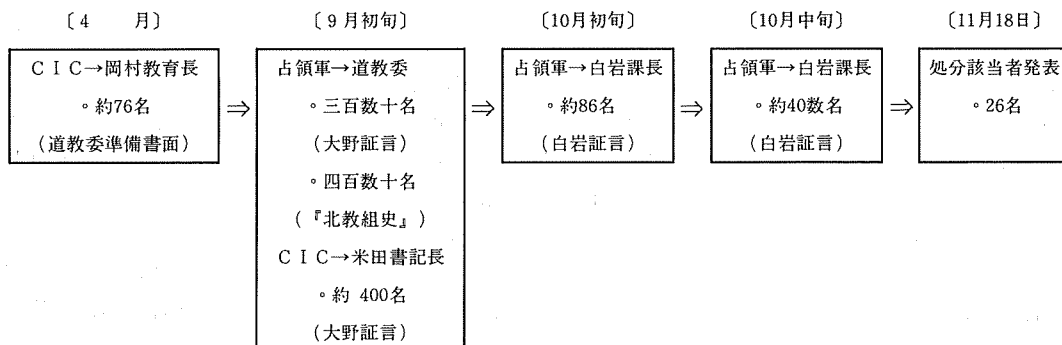 〔4　　月〕
CIC→岡村教育長
。約76名
(道教委準備書面)
⇒
〔9月初旬〕
占領軍→道教委
。三百数十名
(大野証言)
。四百数十名
(『北教組史』)
CIC→米田書記長
。約 400名
(大野証言)
⇒
〔10月初旬〕
占領軍→白岩課長
。約86名
(白岩証言)
⇒
〔10月中旬〕
占領軍→白岩課長
。約40数名
(白岩証言)
⇒
〔11月18日〕
処分該当者発表
。26名